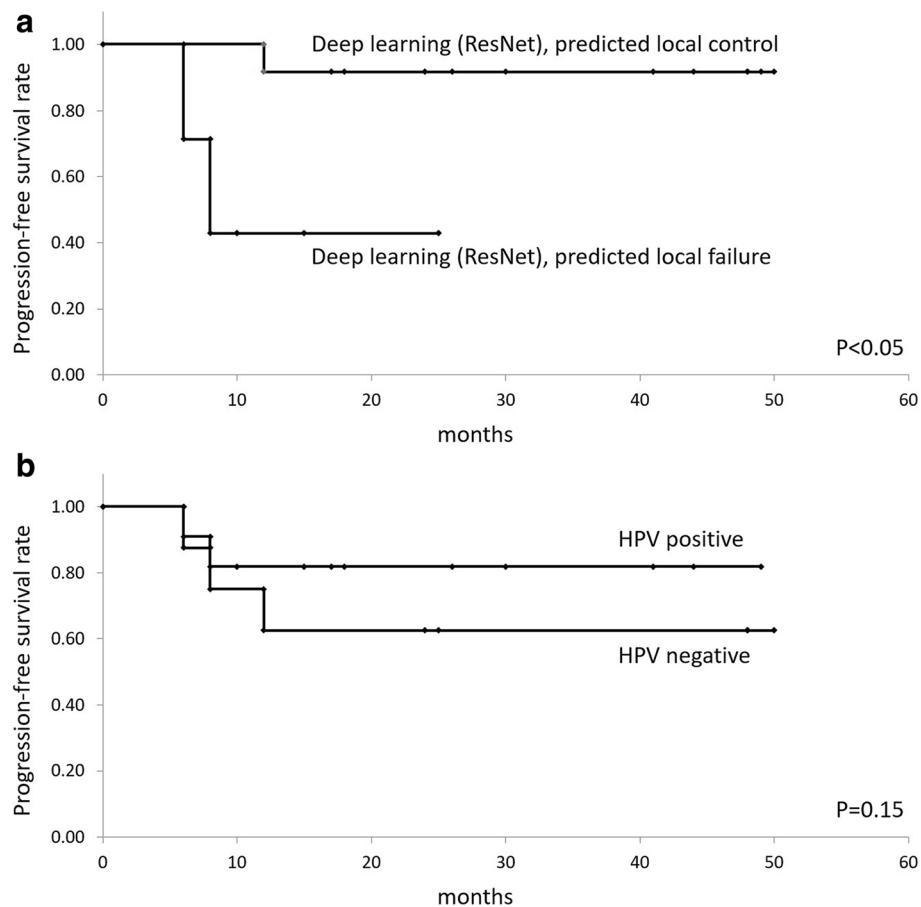 a
Deep learning (ResNet), predicted local control
1.00
0.80
0.60
0.40
0.20
0.00
Progression-free survival rate
Deep learning (ResNet), predicted local failure
P<0.05
0 10 20 30 40 50 60
months
b
1.00
0.80
0.60
0.40
0.20
0.00
Progression-free survival rate
HPV positive
HPV negative
P=0.15
0 10 20 30 40 50 60
months